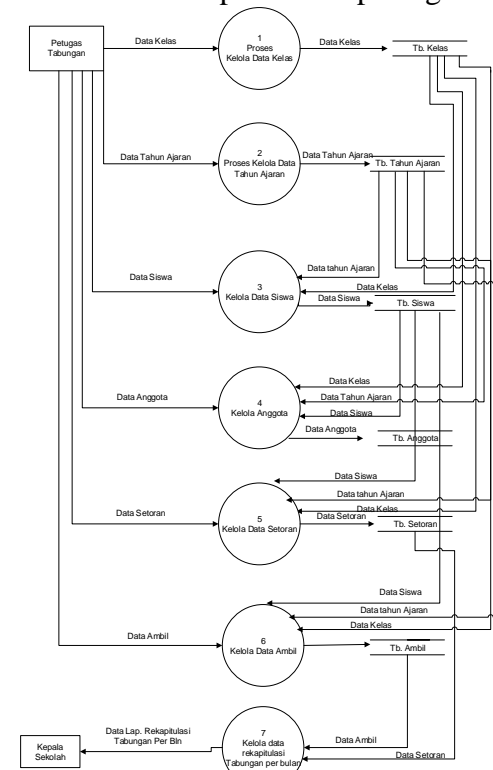 Petugas
Tabungan
Data Kelas
1
Proses
Kelola Data Kelas
Data Kelas
Tb. Kelas
Data Tahun Ajaran
2
Proses Kelola Data
Tahun Ajaran
Data Tahun Ajaran
Tb. Tahun Ajaran
Data Siswa
3
Kelola Data Siswa
Data tahun Ajaran
Data Kelas
Data Siswa
Tb. Siswa
Data Anggota
4
Kelola Anggota
Data Kelas
Data Tahun Ajaran
Data Siswa
Data Anggota
Tb. Anggota
Data Setoran
5
Kelola Data Setoran
Data Siswa
Data tahun Ajaran
Data Kelas
Data Setoran
Tb. Setoran
Data Ambil
6
Kelola Data Ambil
Data Siswa
Data tahun Ajaran
Data Kelas
Tb. Ambil
Kepala
Sekolah
Data Lap. Rekapitulasi
Tabungan Per Bln
7
Kelola data
rekapitulasi
Tabungan per bulan
Data Ambil
Data Setoran